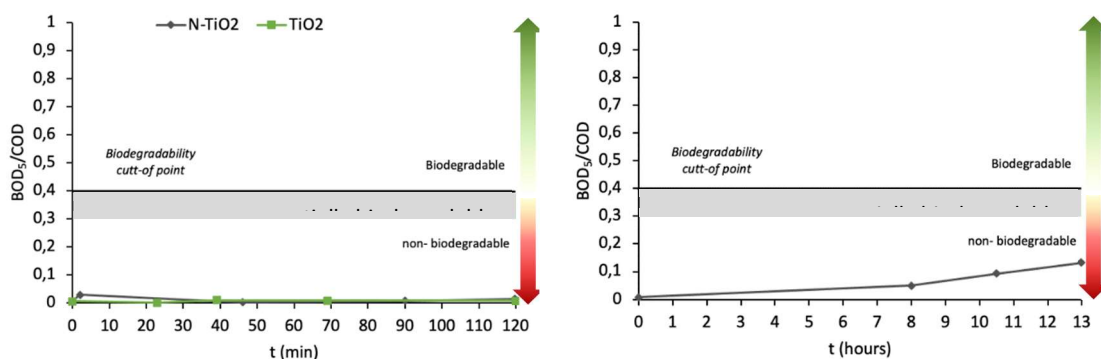 N-TiO2
TiO2
1
0,9
0,8
0,7
0,6
0,5
0,4
0,3
0,2
0,1
0
BOD5/COD
Biodegradability
cutt-of point
Biodegradable
non- biodegradable
0 10 20 30 40 50 60 70 80 90 100 110 120
t (min)
1
0,9
0,8
0,7
0,6
0,5
0,4
0,3
0,2
0,1
0
BOD5/COD
Biodegradability
cutt-of point
Biodegradable
non- biodegradable
0 1 2 3 4 5 6 7 8 9 10 11 12 13
t (hours)